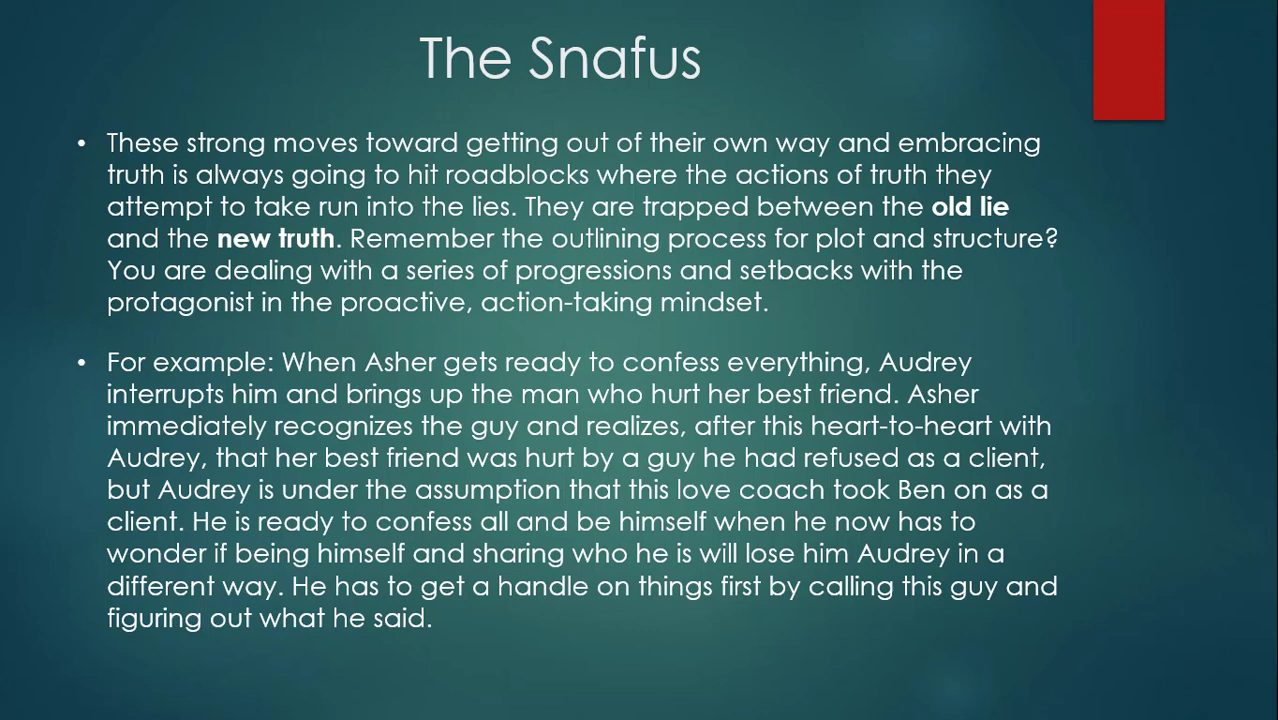 The Snafus
• These strong moves toward getting out of their own way and embracing
truth is always going to hit roadblocks where the actions of truth they
attempt to take run into the lies. They are trapped between the old lie
and the new truth. Remember the outlining process for plot and structure?
You are dealing with a series of progressions and setbacks with the
protagonist in the proactive, action-taking mindset.
• For example: When Asher gets ready to confess everything, Audrey
interrupts him and brings up the man who hurt her best friend. Asher
immediately recognizes the guy and realizes, after this heart-to-heart with
Audrey, that her best friend was hurt by a guy he had refused as a client,
but Audrey is under the assumption that this love coach took Ben on as a
client. He is ready to confess all and be himself when he now has to
wonder if being himself and sharing who he is will lose him Audrey in a
different way. He has to get a handle on things first by calling this guy and
figuring out what he said.